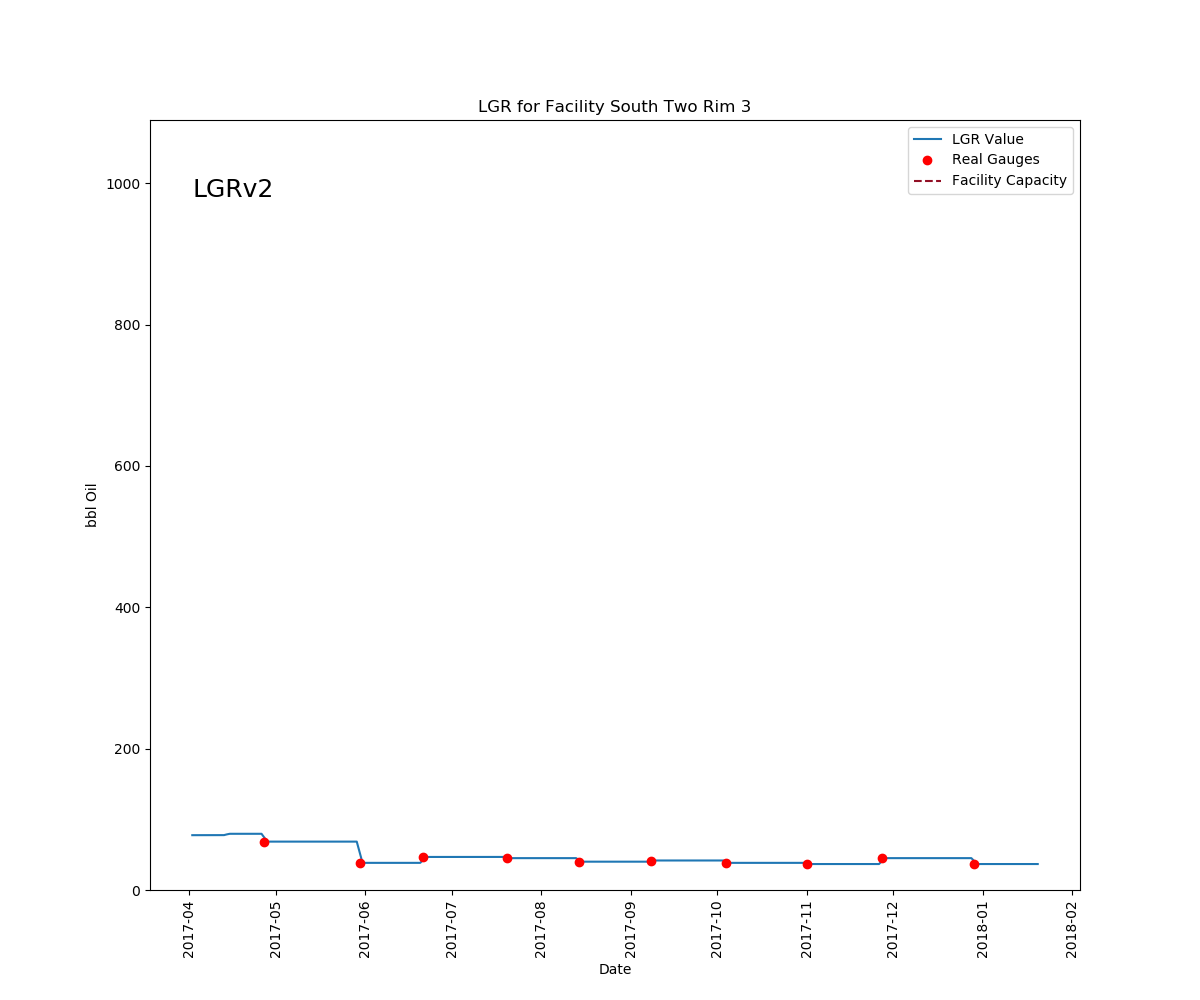 LGR for Facility South Two Rim 3
LGR Value
Real Gauges
Facility Capacity
LGRv2
1000
800
600
400
200
0
bbl Oil
2017-04
2017-05
2017-06
2017-07
2017-08
2017-09
2017-10
2017-11
2017-12
2018-01
2018-02
Date